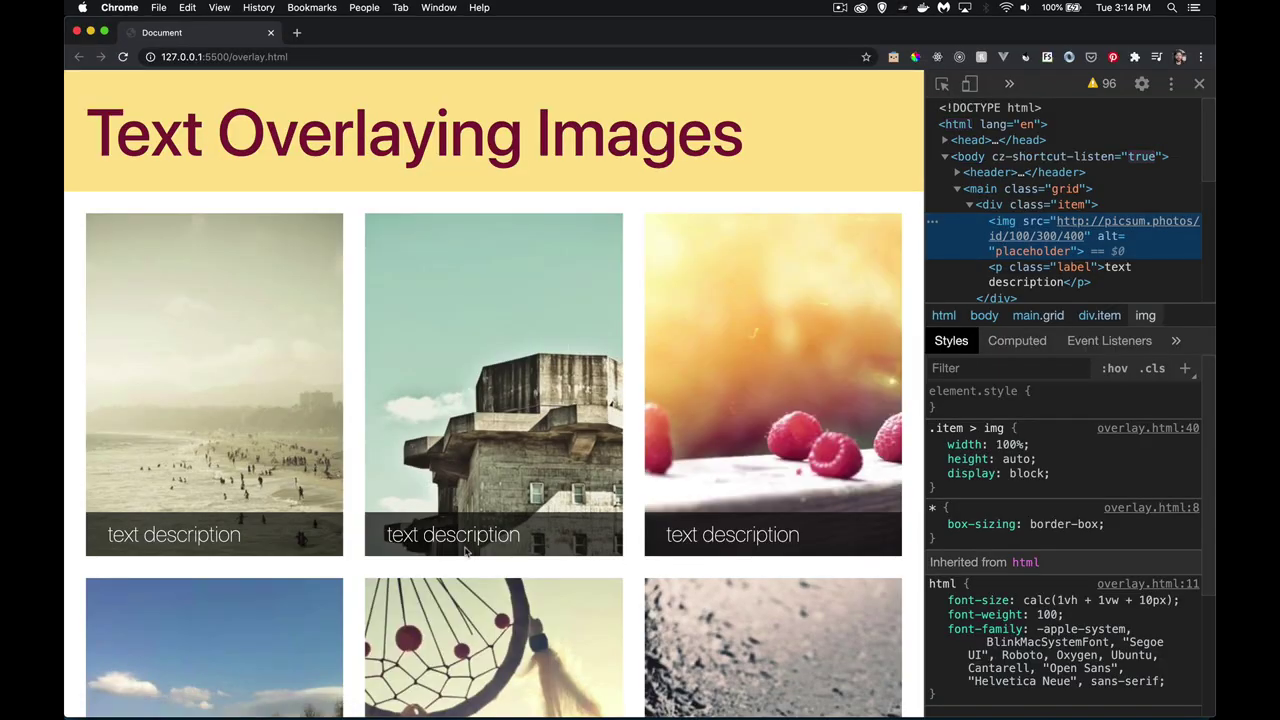 Chrome File Edit View History Bookmarks People Tab Window Help 100% Tue 3:14 PM
Document
127.0.0.1:5500/overlay.html
Text Overlaying Images
text description
text description
text description
96
<!DOCTYPE html>
<html lang="en">
<head>…</head>
<body cz-shortcut-listen="true">
<header>…</header>
<main class="grid">
<div class="item">
<img src="http://picsum.photos/
id/100/300/400" alt=
"placeholder"> == $0
<p class="label">text
description</p>
</div>
html body main.grid div.item img
Styles Computed Event Listeners
Filter :hov .cls
element.style {
}
.item > img { overlay.html:40
width: 100%;
height: auto;
display: block;
}
* { overlay.html:8
box-sizing: border-box;
}
Inherited from html
html { overlay.html:11
font-size: calc(1vh + 1vw + 10px);
font-weight: 100;
font-family: -apple-system,
BlinkMacSystemFont, "Segoe
UI", Roboto, Oxygen, Ubuntu,
Cantarell, "Open Sans",
"Helvetica Neue", sans-serif;
}